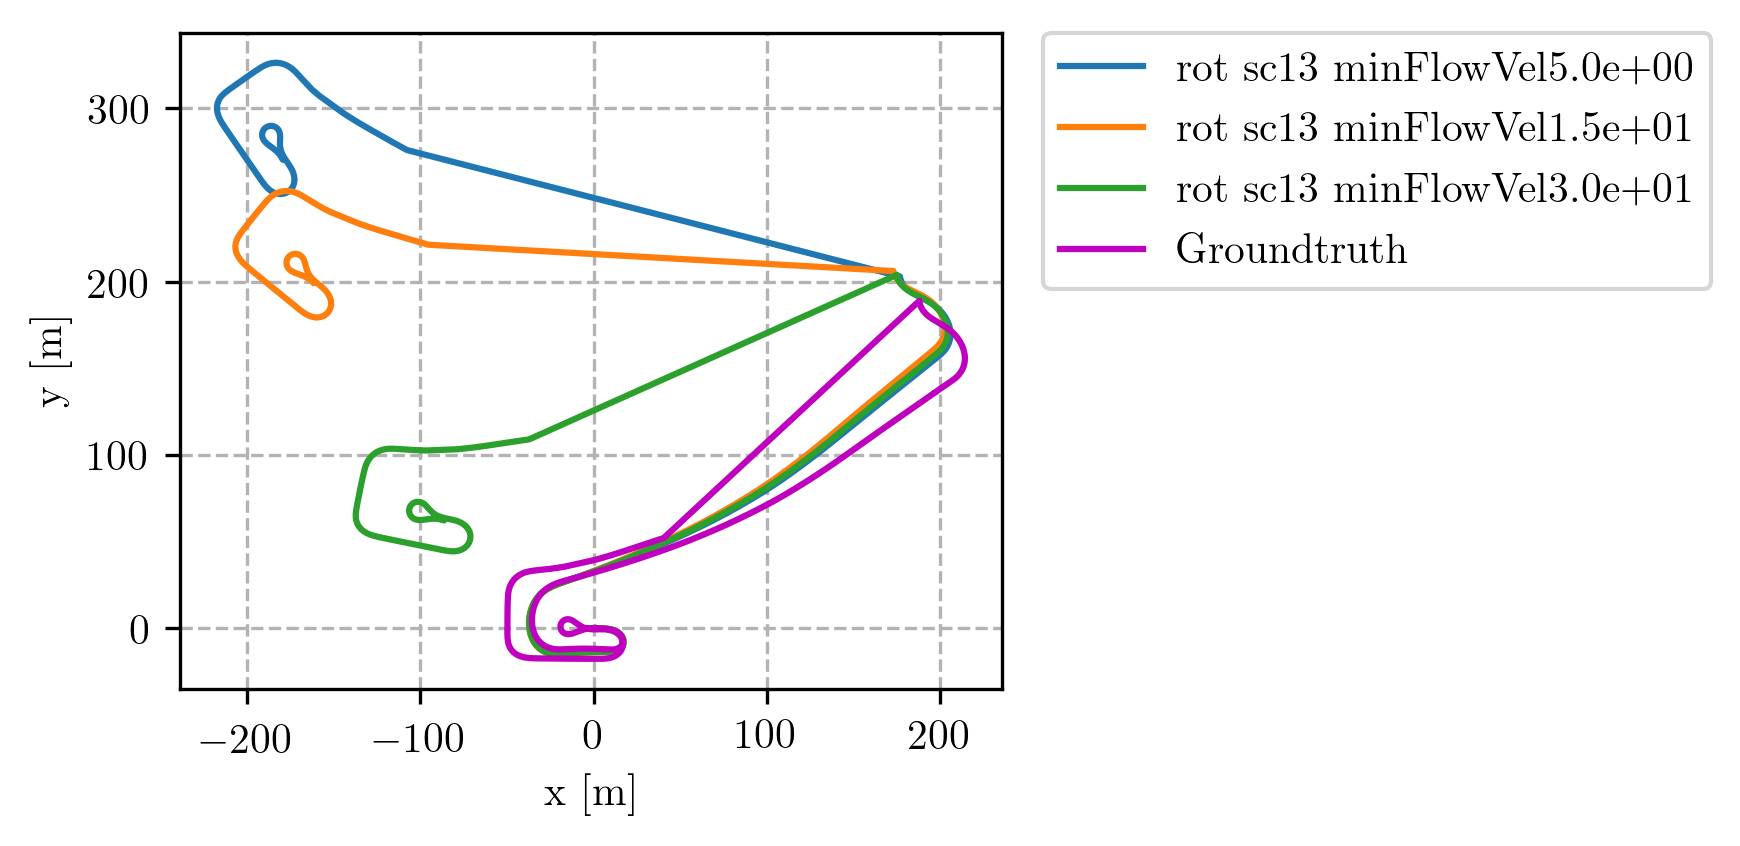 rot sc13 minFlowVel5.0e+00
rot sc13 minFlowVel1.5e+01
rot sc13 minFlowVel3.0e+01
Groundtruth
300
200
100
0
y [m]
−200 −100 0 100 200
x [m]